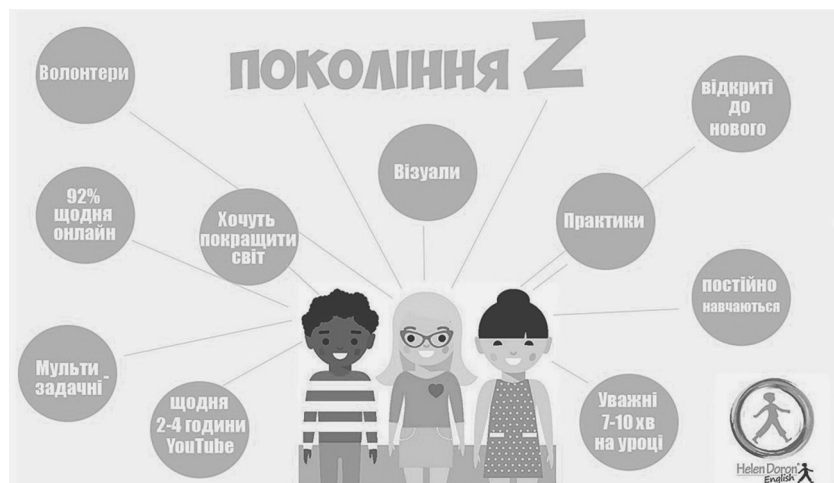 ПОКОЛІННЯ Z
Волонтери
відкриті
до
нового
Візуали
92%
щодня
онлайн
Хочуть
покращити
світ
Практики
постійно
навчаються
Мульти-
задачні
щодня
2-4 години
YouTube
Уважні
7-10 хв
на уроці
Helen Doron®
English